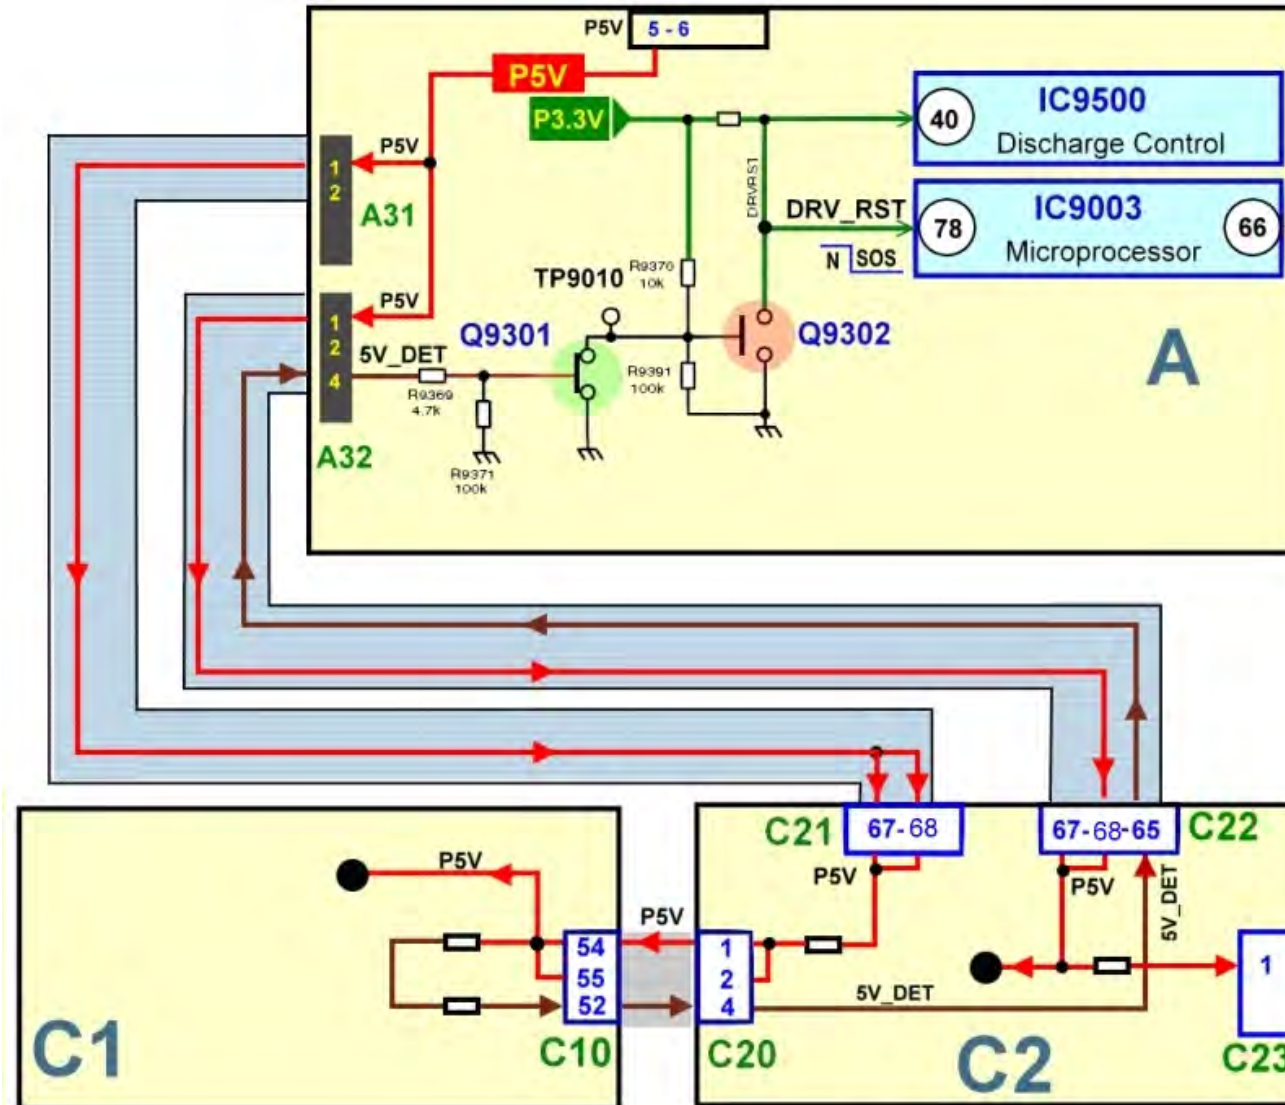 P5V 5 - 6
P5V
P3.3V
40 IC9500
Discharge Control
DRVRST
DRV_RST
78 IC9003 66
Microprocessor
N SOS
P5V
1
2
A31
TP9010
R9370
10k
P5V
1
2
4
5V_DET
Q9301
Q9302
A
R9369
4.7k
R9391
100k
A32
R9371
100k
C21 67-68
67-68-65 C22
P5V
P5V
P5V
5V_DET
P5V
54
55
52
1
2
4
5V_DET
1
C1
C10
C20
C2
C23